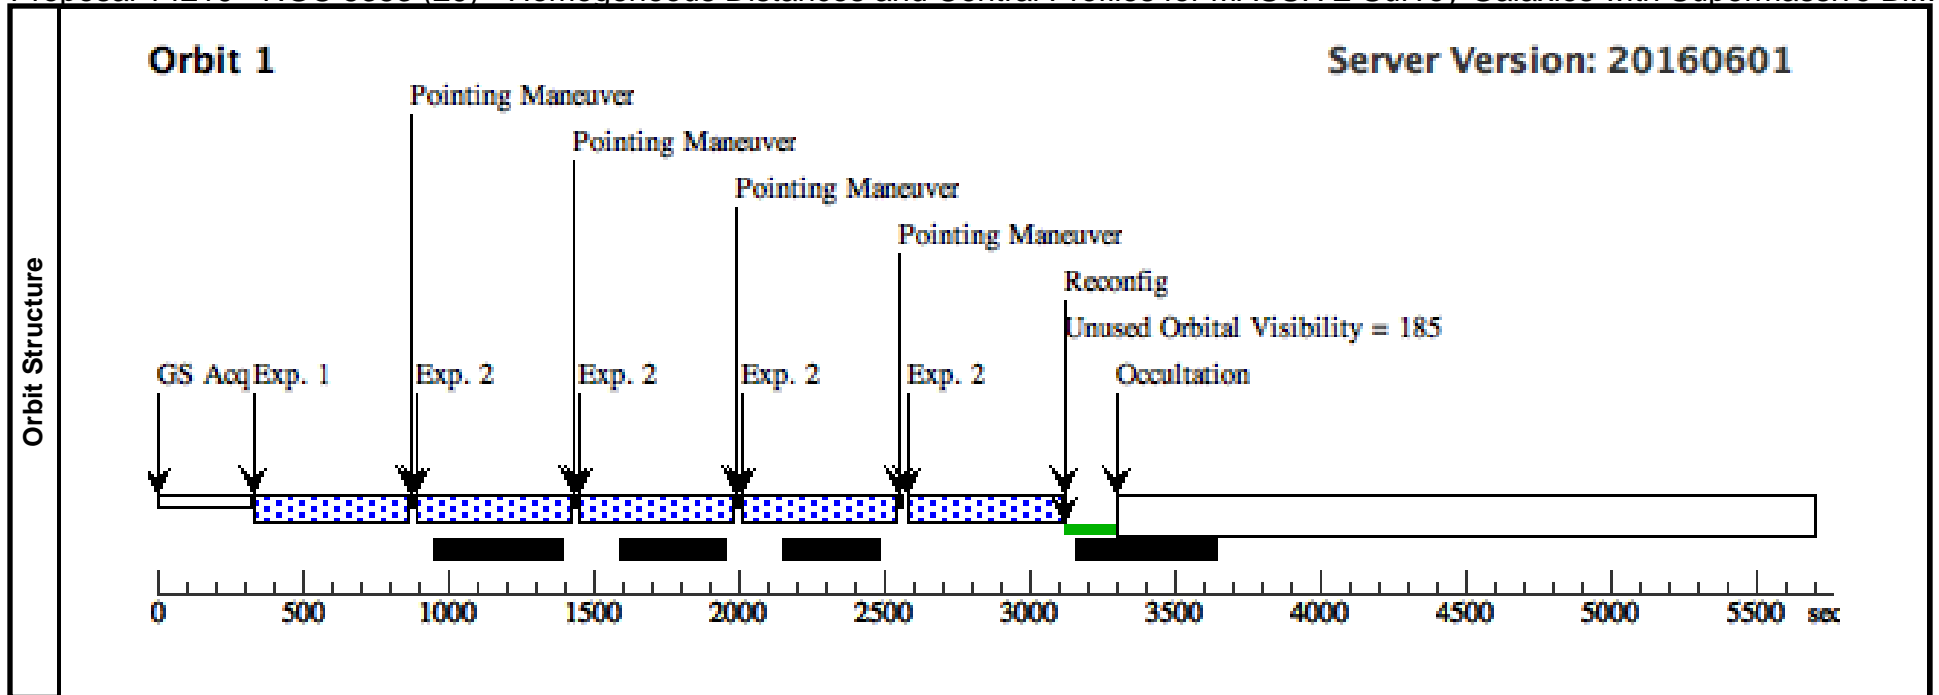 Orbit 1
Server Version: 20160601
Pointing Maneuver
Pointing Maneuver
Pointing Maneuver
Pointing Maneuver
Reconfig
Unused Orbital Visibility = 185
GS Acq Exp. 1 Exp. 2 Exp. 2 Exp. 2 Exp. 2 Occultation
Orbit Structure
0 500 1000 1500 2000 2500 3000 3500 4000 4500 5000 5500 sec